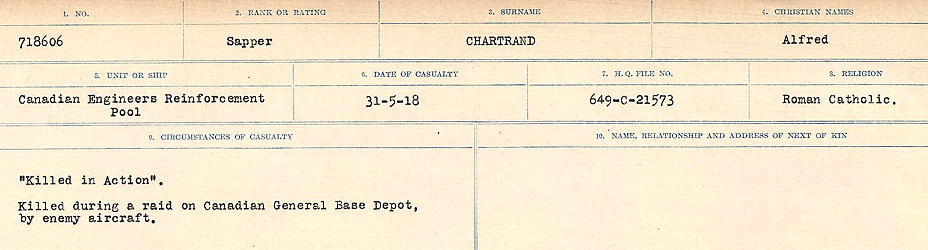 1. NO. 2. RANK OR RATING 3. SURNAME 4. CHRISTIAN NAMES
718606 Sapper CHARTRAND Alfred
5. UNIT OR SHIP 6. DATE OF CASUALTY 7. H.Q. FILE NO. 8. RELIGION
Canadian Engineers Reinforcement 31-5-18 649-C-21573 Roman Catholic.
Pool
9. CIRCUMSTANCES OF CASUALTY 10. NAME, RELATIONSHIP AND ADDRESS OF NEXT OF KIN
"Killed in Action".
Killed during a raid on Canadian General Base Depot,
by enemy aircraft.